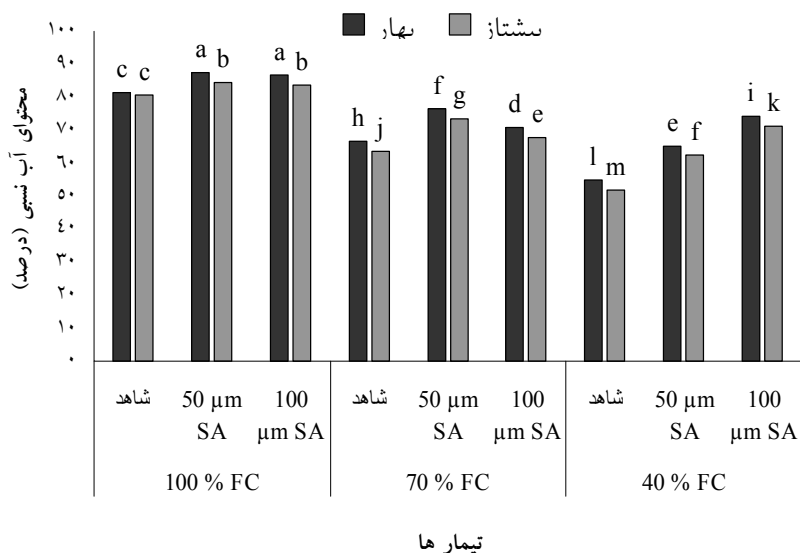 بهار پیشتاز
محتوای آب نسبی (درصد)
۱۰۰
۹۰
۸۰
۷۰
۶۰
۵۰
۴۰
۳۰
۲۰
۱۰
۰
c c a b a b
h j f g d e
l m e f i k
شاهد 50 µm SA 100 µm SA
شاهد 50 µm SA 100 µm SA
شاهد 50 µm SA 100 µm SA
100 % FC 70 % FC 40 % FC
تیمار ها